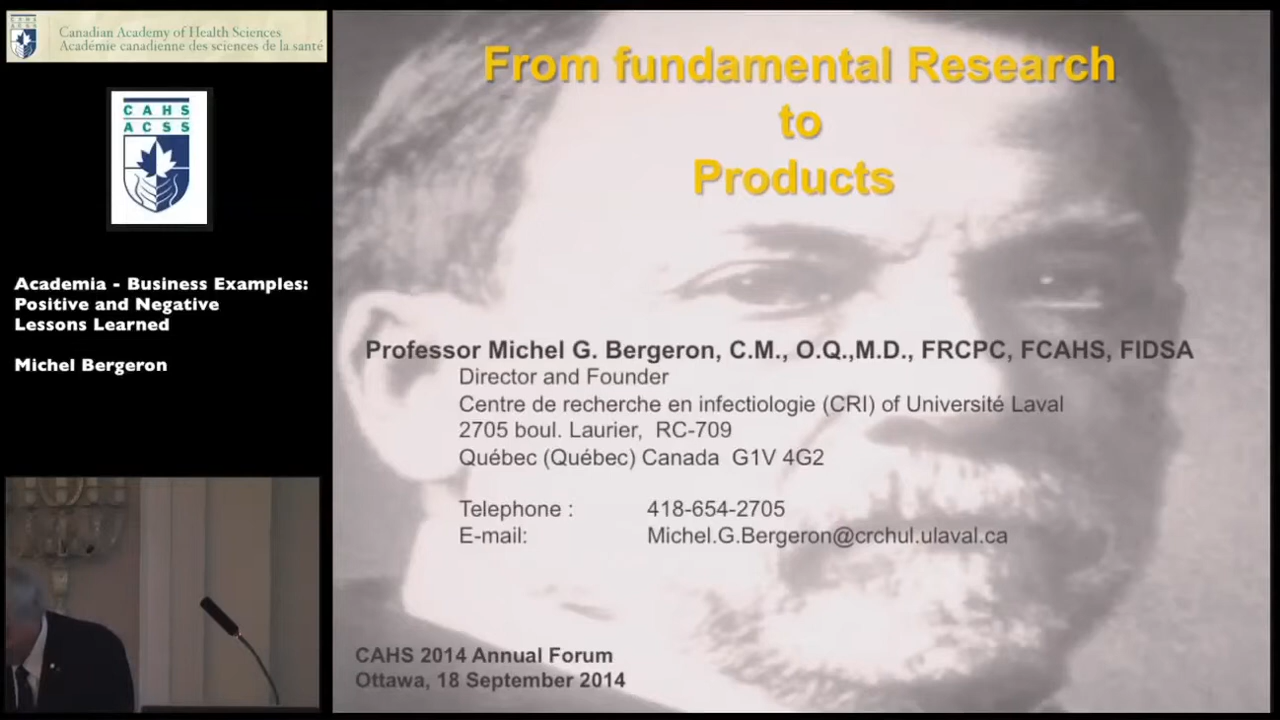 Canadian Academy of Health Sciences
Académie canadienne des sciences de la santé
CAHS
ACSS
Academia - Business Examples:
Positive and Negative
Lessons Learned
Michel Bergeron
From fundamental Research
to
Products
Professor Michel G. Bergeron, C.M., O.Q.,M.D., FRCPC, FCAHS, FIDSA
Director and Founder
Centre de recherche en infectiologie (CRI) of Université Laval
2705 boul. Laurier, RC-709
Québec (Québec) Canada G1V 4G2
Telephone : 418-654-2705
E-mail: Michel.G.Bergeron@crchul.ulaval.ca
CAHS 2014 Annual Forum
Ottawa, 18 September 2014